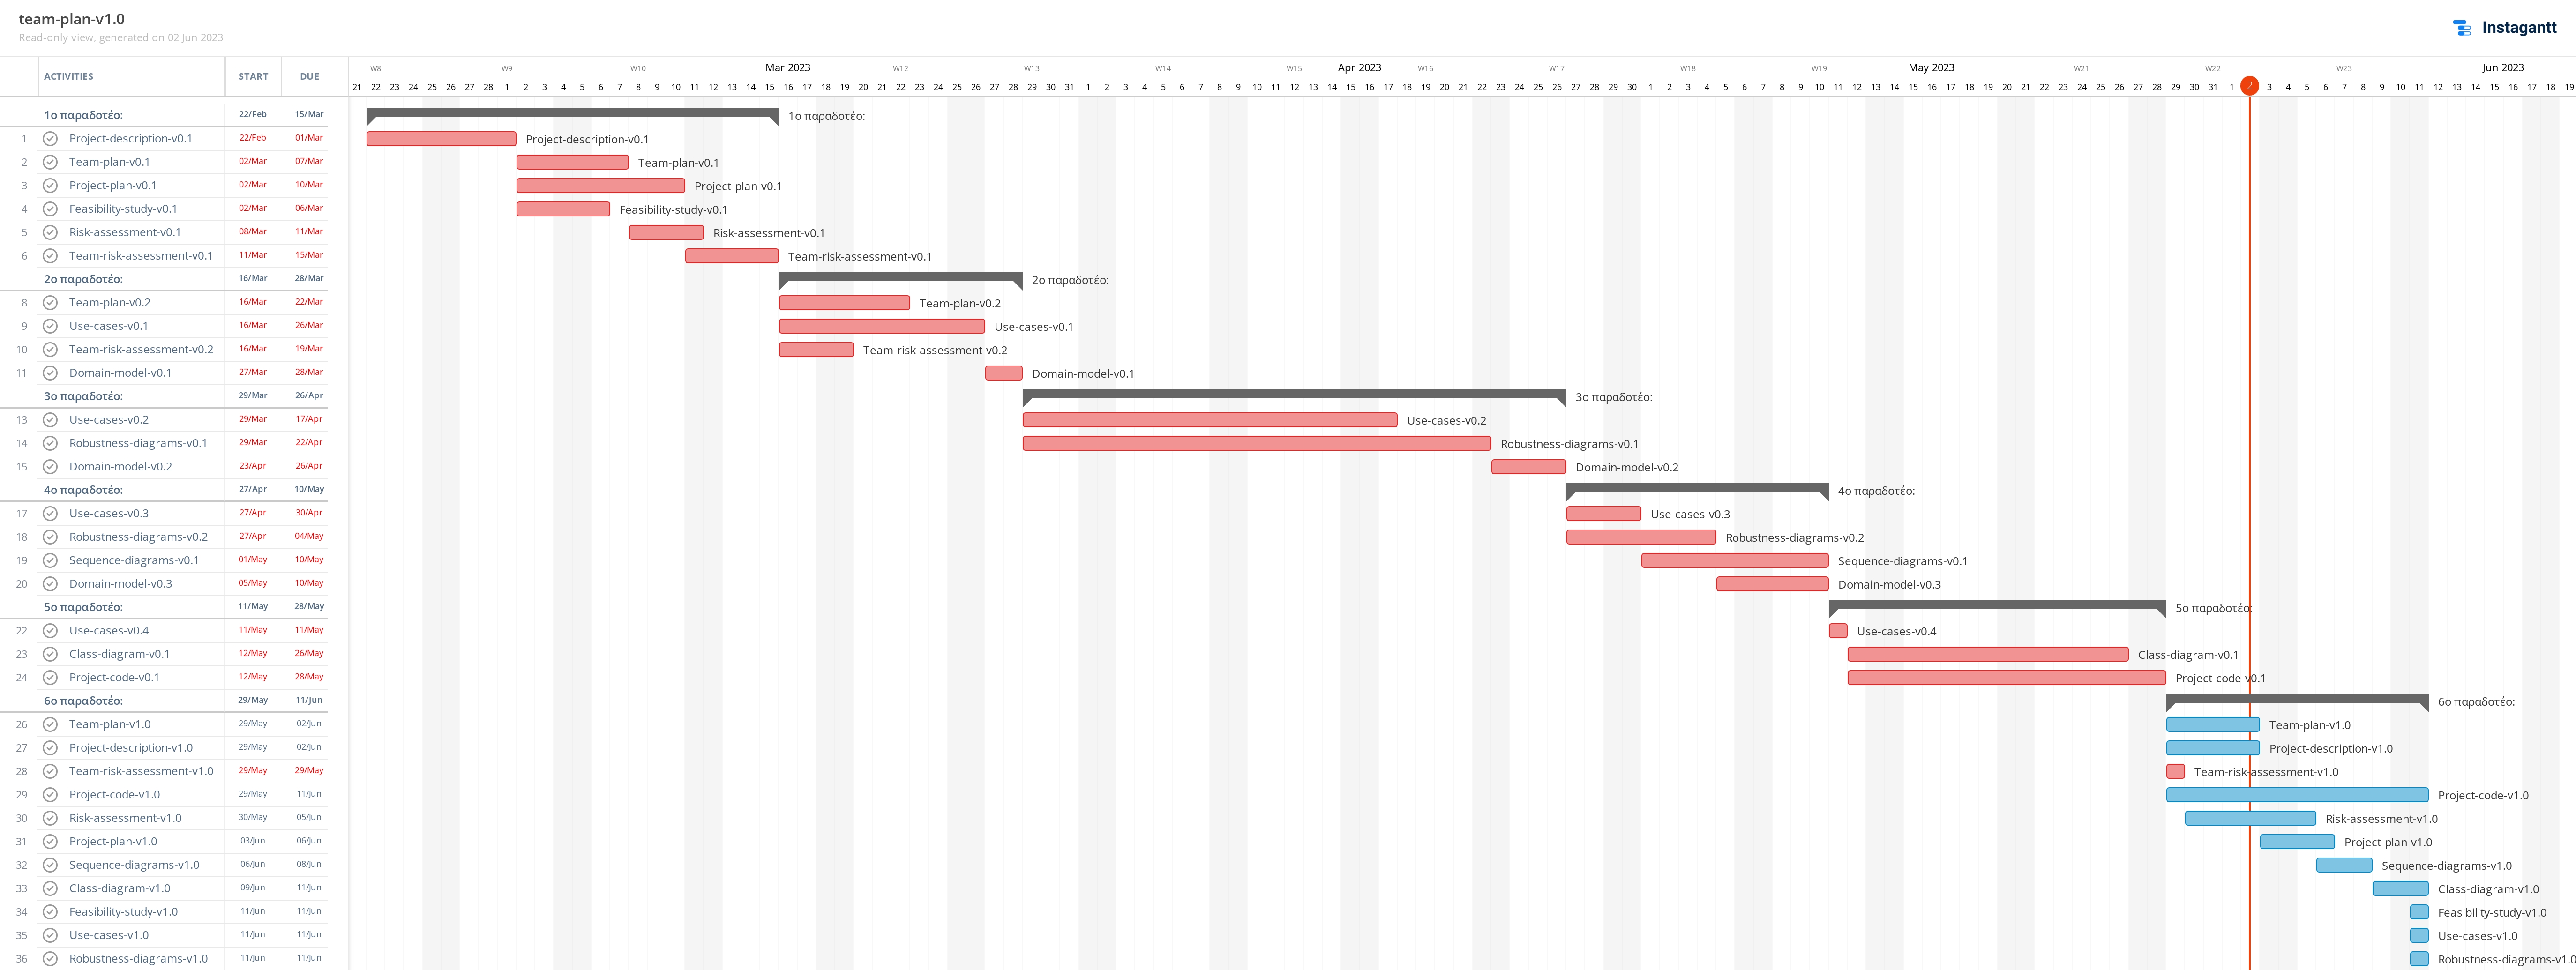 team-plan-v1.0
Read-only view, generated on 02 Jun 2023
Instagantt
ACTIVITIES START DUE
W8 W9 W10 Mar 2023 W12 W13 W14 W15 Apr 2023 W16 W17 W18 W19 May 2023 W21 W22 W23 Jun 2023
21 22 23 24 25 26 27 28 1 2 3 4 5 6 7 8 9 10 11 12 13 14 15 16 17 18 19 20 21 22 23 24 25 26 27 28 29 30 31 1 2 3 4 5 6 7 8 9 10 11 12 13 14 15 16 17 18 19 20 21 22 23 24 25 26 27 28 29 30 1 2 3 4 5 6 7 8 9 10 11 12 13 14 15 16 17 18 19 20 21 22 23 24 25 26 27 28 29 30 31 1 2 3 4 5 6 7 8 9 10 11 12 13 14 15 16 17 18 19
1ο παραδοτέο: 22/Feb 15/Mar 1ο παραδοτέο:
1 Project-description-v0.1 22/Feb 01/Mar Project-description-v0.1
2 Team-plan-v0.1 02/Mar 07/Mar Team-plan-v0.1
3 Project-plan-v0.1 02/Mar 10/Mar Project-plan-v0.1
4 Feasibility-study-v0.1 02/Mar 06/Mar Feasibility-study-v0.1
5 Risk-assessment-v0.1 08/Mar 11/Mar Risk-assessment-v0.1
6 Team-risk-assessment-v0.1 11/Mar 15/Mar Team-risk-assessment-v0.1
2ο παραδοτέο: 16/Mar 28/Mar 2ο παραδοτέο:
8 Team-plan-v0.2 16/Mar 22/Mar Team-plan-v0.2
9 Use-cases-v0.1 16/Mar 26/Mar Use-cases-v0.1
10 Team-risk-assessment-v0.2 16/Mar 19/Mar Team-risk-assessment-v0.2
11 Domain-model-v0.1 27/Mar 28/Mar Domain-model-v0.1
3ο παραδοτέο: 29/Mar 26/Apr 3ο παραδοτέο:
13 Use-cases-v0.2 29/Mar 17/Apr Use-cases-v0.2
14 Robustness-diagrams-v0.1 29/Mar 22/Apr Robustness-diagrams-v0.1
15 Domain-model-v0.2 23/Apr 26/Apr Domain-model-v0.2
4ο παραδοτέο: 27/Apr 10/May 4ο παραδοτέο:
17 Use-cases-v0.3 27/Apr 30/Apr Use-cases-v0.3
18 Robustness-diagrams-v0.2 27/Apr 04/May Robustness-diagrams-v0.2
19 Sequence-diagrams-v0.1 01/May 10/May Sequence-diagrams-v0.1
20 Domain-model-v0.3 05/May 10/May Domain-model-v0.3
5ο παραδοτέο: 11/May 28/May 5ο παραδοτέο:
22 Use-cases-v0.4 11/May 11/May Use-cases-v0.4
23 Class-diagram-v0.1 12/May 26/May Class-diagram-v0.1
24 Project-code-v0.1 12/May 28/May Project-code-v0.1
6ο παραδοτέο: 29/May 11/Jun 6ο παραδοτέο:
26 Team-plan-v1.0 29/May 02/Jun Team-plan-v1.0
27 Project-description-v1.0 29/May 02/Jun Project-description-v1.0
28 Team-risk-assessment-v1.0 29/May 29/May Team-risk-assessment-v1.0
29 Project-code-v1.0 29/May 11/Jun Project-code-v1.0
30 Risk-assessment-v1.0 30/May 05/Jun Risk-assessment-v1.0
31 Project-plan-v1.0 03/Jun 06/Jun Project-plan-v1.0
32 Sequence-diagrams-v1.0 06/Jun 08/Jun Sequence-diagrams-v1.0
33 Class-diagram-v1.0 09/Jun 11/Jun Class-diagram-v1.0
34 Feasibility-study-v1.0 11/Jun 11/Jun Feasibility-study-v1.0
35 Use-cases-v1.0 11/Jun 11/Jun Use-cases-v1.0
36 Robustness-diagrams-v1.0 11/Jun 11/Jun Robustness-diagrams-v1.0